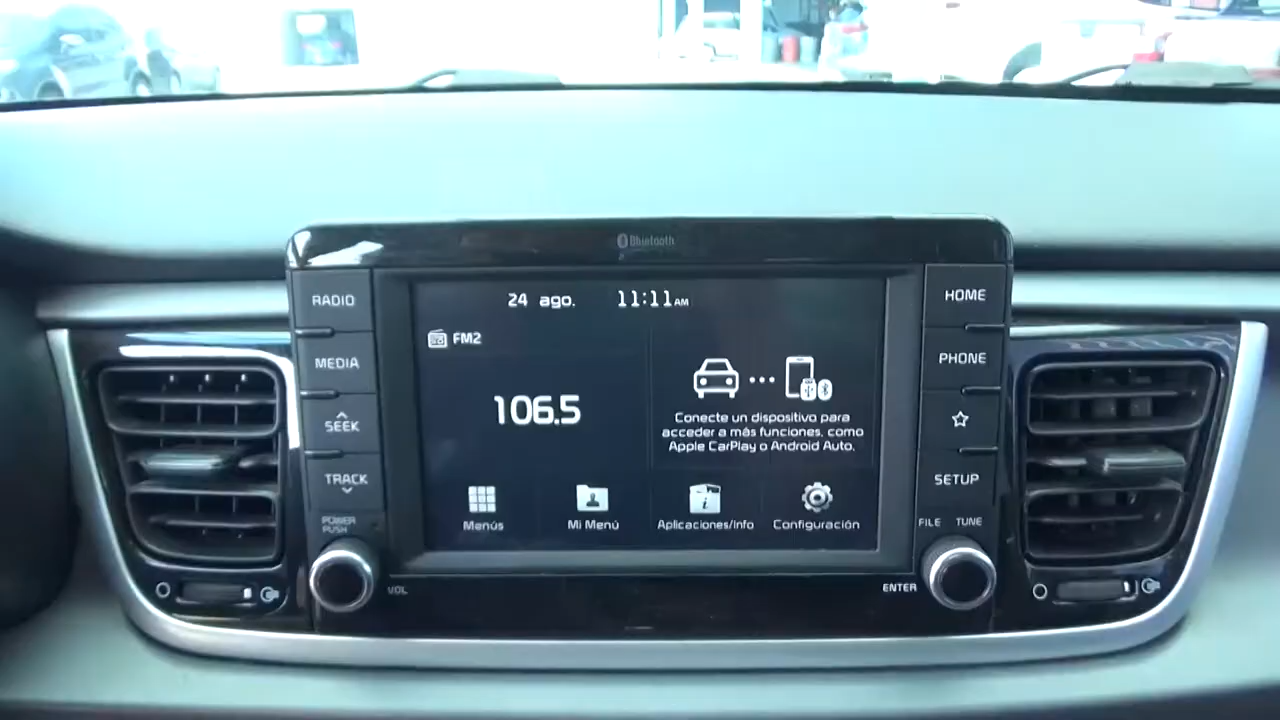 Bluetooth
RADIO
MEDIA
SEEK
TRACK
POWER
PUSH
VOL
24 ago. 11:11 AM
FM2
106.5
Conecte un dispositivo para
acceder a más funciones, como
Apple CarPlay o Android Auto.
Menús
Mi Menú
Aplicaciones/Info
Configuración
HOME
PHONE
SETUP
FILE TUNE
ENTER